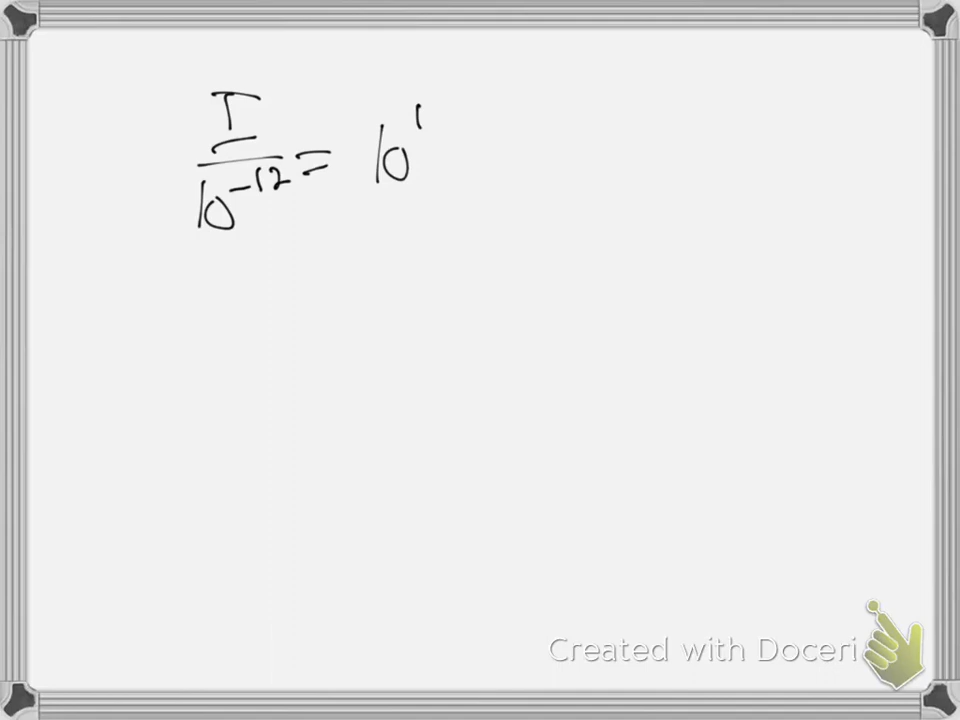 I/10^-12 = 10^1
Created with Doceri